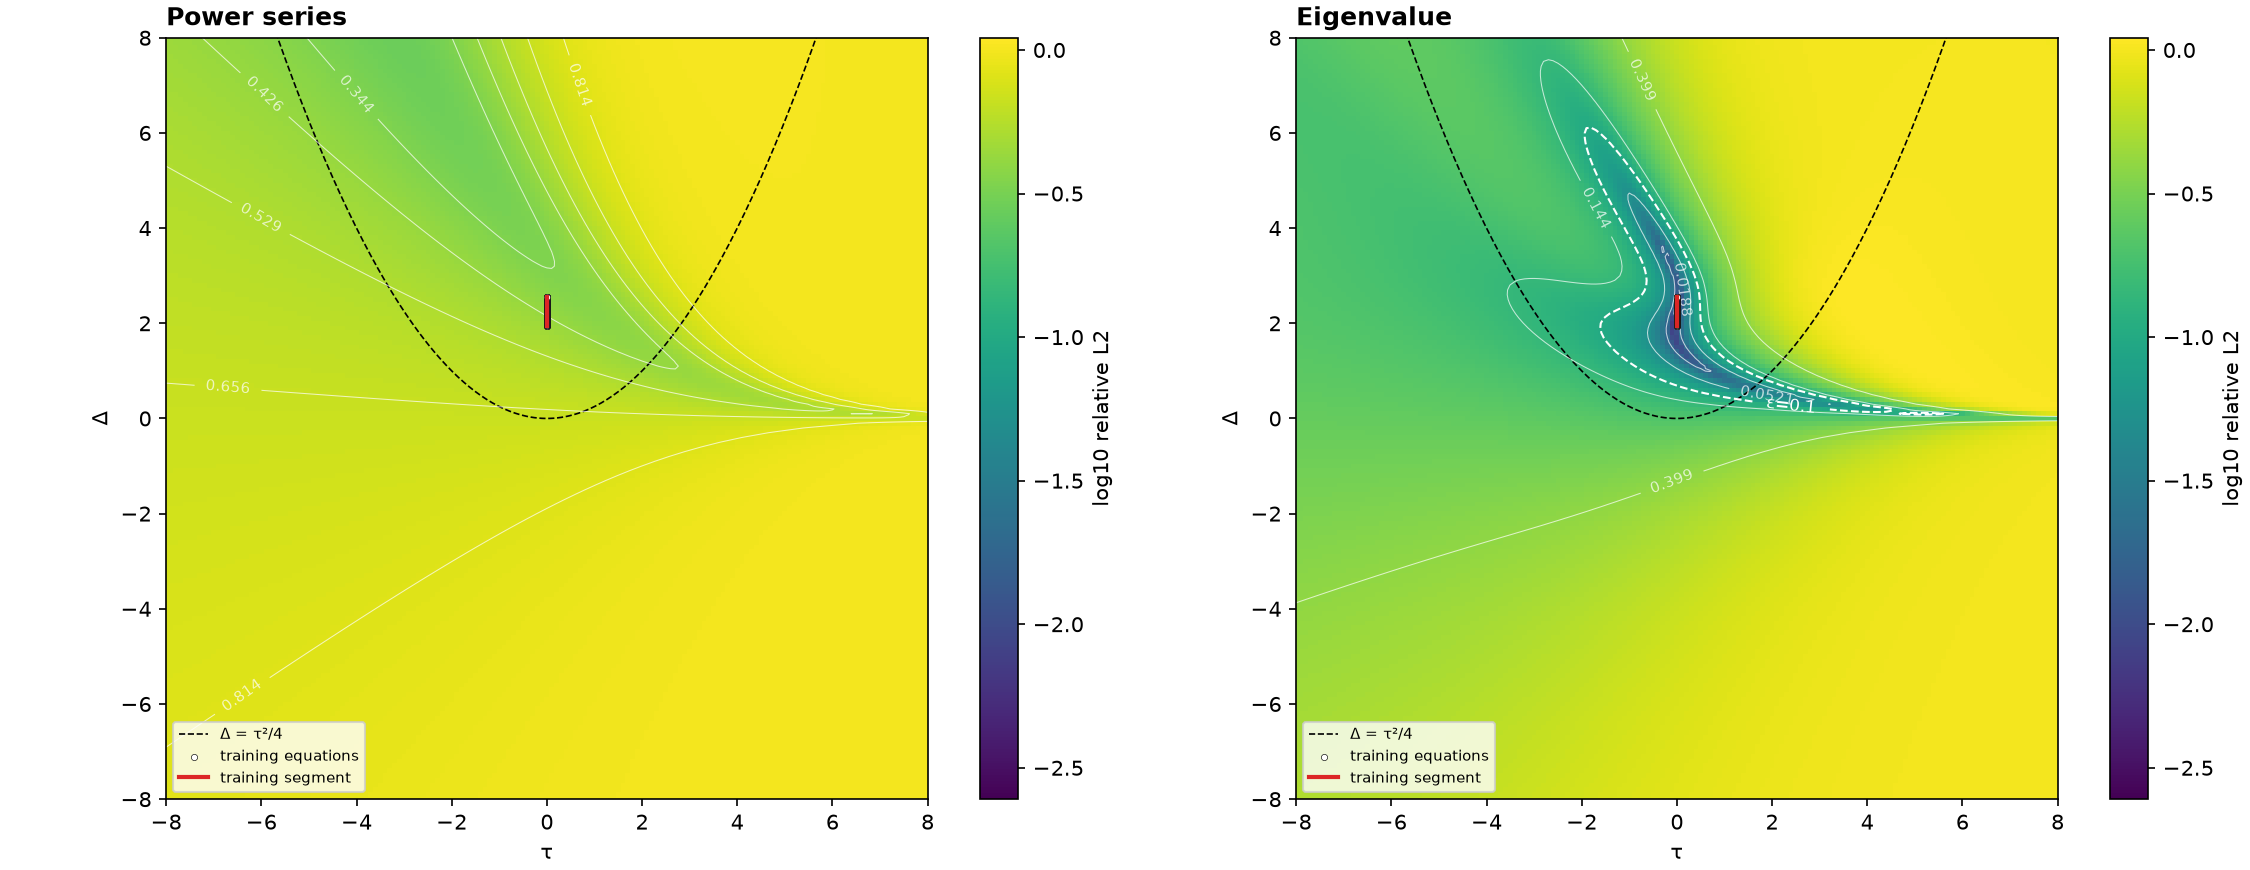 Power series
8
6
4
2
0
−2
−4
−6
−8
Δ
−8 −6 −4 −2 0 2 4 6 8
τ
0.426
0.344
0.814
0.529
0.656
0.814
Δ = τ²/4
training equations
training segment
0.0
−0.5
−1.0
−1.5
−2.0
−2.5
log10 relative L2
Eigenvalue
8
6
4
2
0
−2
−4
−6
−8
Δ
−8 −6 −4 −2 0 2 4 6 8
τ
0.399
0.144
0.0188
0.0527
ε=0.1
0.399
Δ = τ²/4
training equations
training segment
0.0
−0.5
−1.0
−1.5
−2.0
−2.5
log10 relative L2